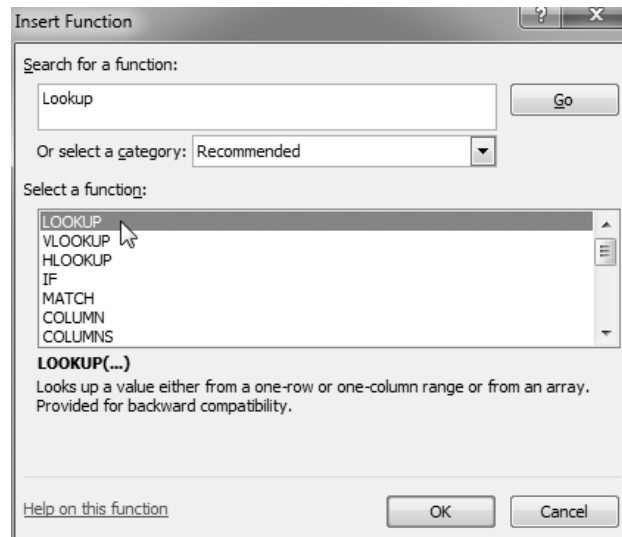 Insert Function
? X
Search for a function:
Lookup
Go
Or select a category: Recommended
Select a function:
LOOKUP
VLOOKUP
HLOOKUP
IF
MATCH
COLUMN
COLUMNS
LOOKUP(...)
Looks up a value either from a one-row or one-column range or from an array.
Provided for backward compatibility.
Help on this function
OK Cancel